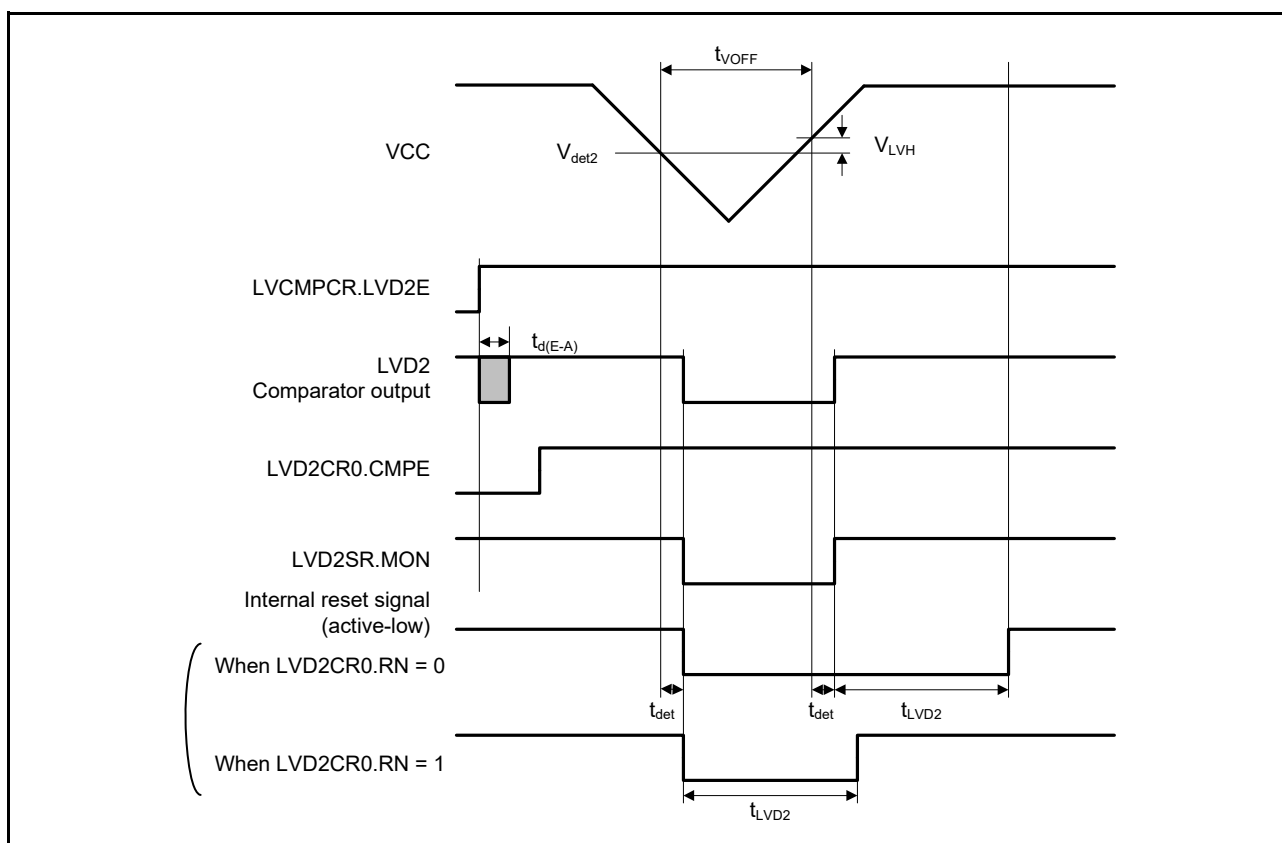 tVOFF
VCC
Vdet2
VLVH
LVCMPCR.LVD2E
td(E-A)
LVD2
Comparator output
LVD2CR0.CMPE
LVD2SR.MON
Internal reset signal
(active-low)
When LVD2CR0.RN = 0
tdet
tdet
tLVD2
When LVD2CR0.RN = 1
tLVD2